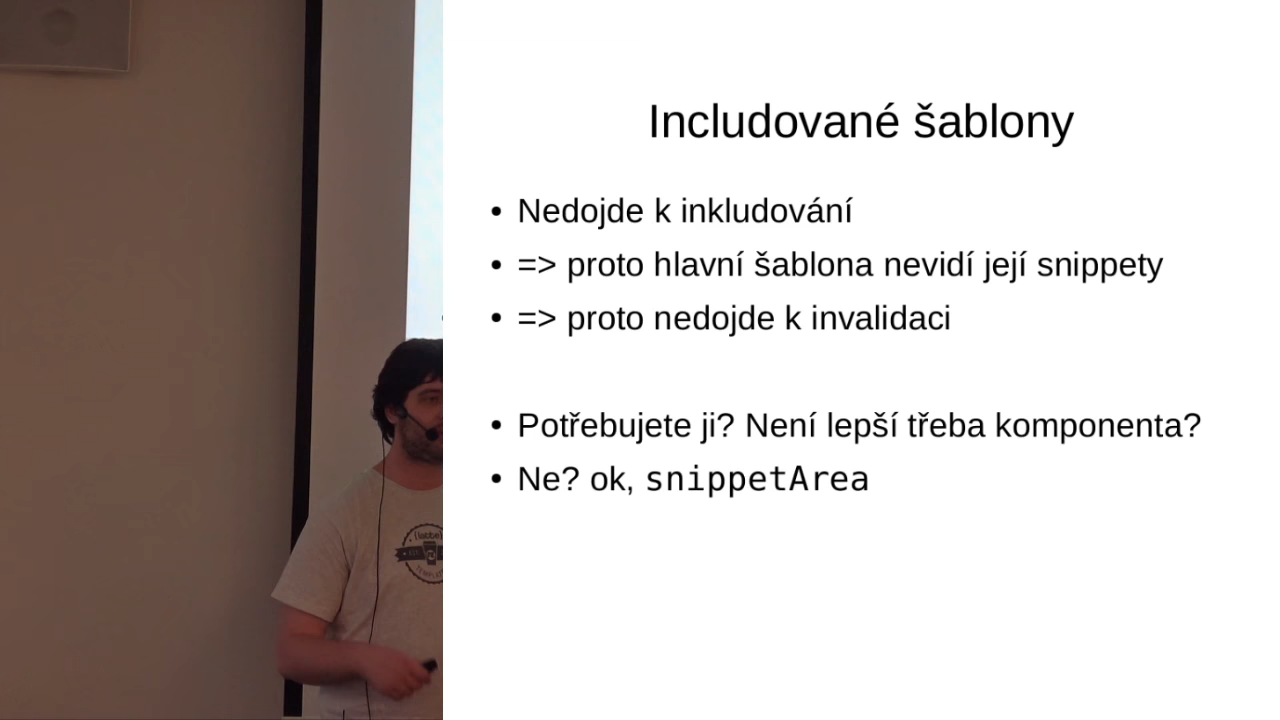 Includované šablony
• Nedojde k inkludování
• => proto hlavní šablona nevidí její snippety
• => proto nedojde k invalidaci
• Potřebujete ji? Není lepší třeba komponenta?
• Ne? ok, snippetArea